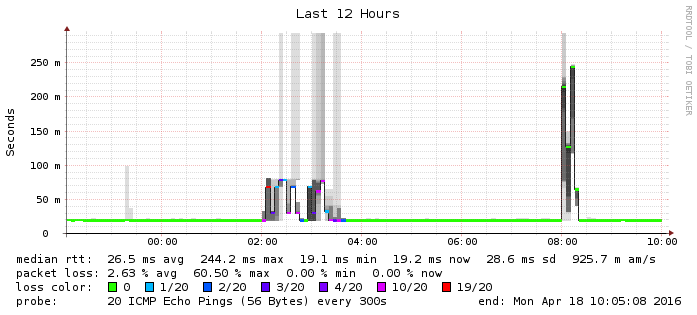 Last 12 Hours
RRDTOOL / TOBI OETIKER
Seconds
250 m
200 m
150 m
100 m
50 m
0
00:00 02:00 04:00 06:00 08:00 10:00
median rtt: 26.5 ms avg 244.2 ms max 19.1 ms min 19.2 ms now 28.6 ms sd 925.7 m am/s
packet loss: 2.63 % avg 60.50 % max 0.00 % min 0.00 % now
loss color: 0 1/20 2/20 3/20 4/20 10/20 19/20
probe: 20 ICMP Echo Pings (56 Bytes) every 300s end: Mon Apr 18 10:05:08 2016